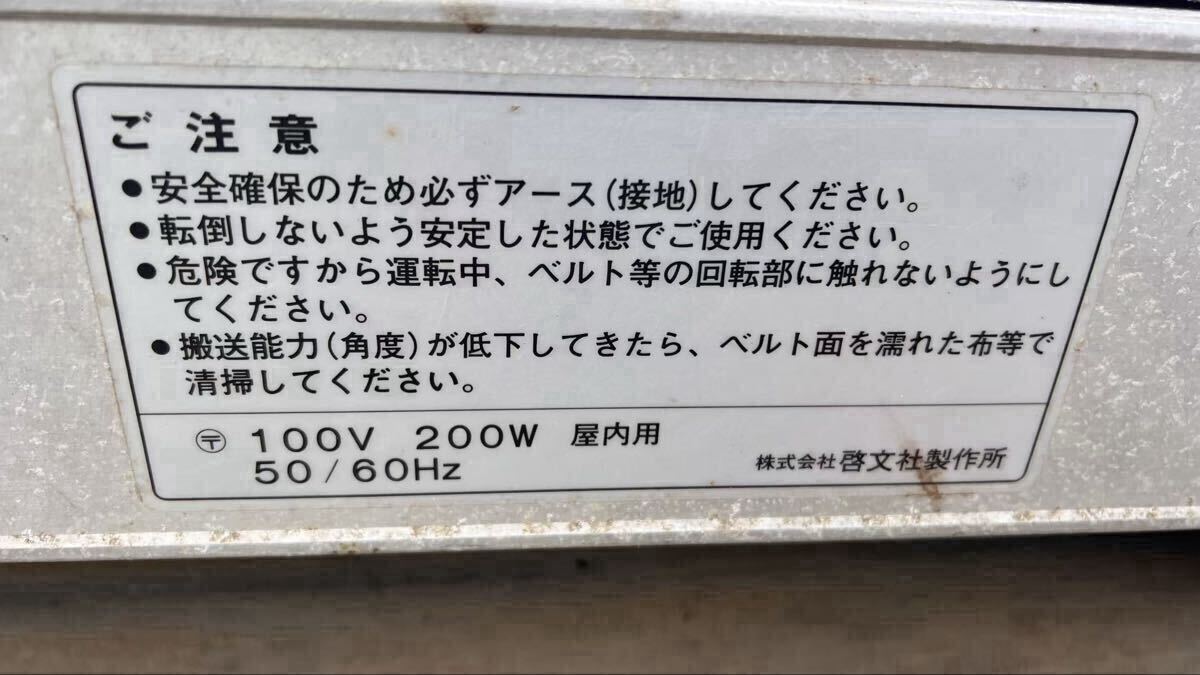 ご注意
●安全確保のため必ずアース(接地)してください。
●転倒しないよう安定した状態でご使用ください。
●危険ですから運転中、ベルト等の回転部に触れないようにし
てください。
●搬送能力(角度)が低下してきたら、ベルト面を濡れた布等で
清掃してください。
〶 100V 200W 屋内用
50/60Hz
株式会社啓文社製作所